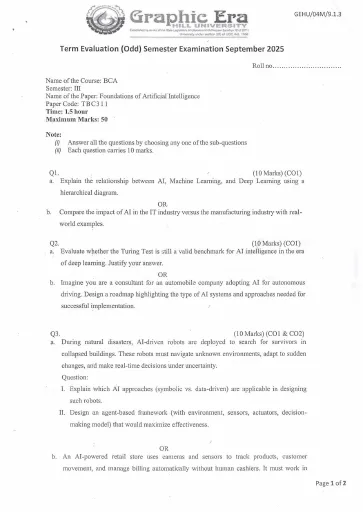 GEHU/04M/9.1.3
Graphic Era
HILL UNIVERSITY
Term Evaluation (Odd) Semester Examination September 2025
Roll no..............................
Name of the Course: BCA
Semester: III
Name of the Paper: Foundations of Artificial Intelligence
Paper Code: TBC311
Time: 1.5 hour
Maximum Marks: 50
Note:
(i) Answer all the questions by choosing any one of the sub-questions
(ii) Each question carries 10 marks.
Q1. (10 Marks) (CO1)
a. Explain the relationship between AI, Machine Learning, and Deep Learning using a
hierarchical diagram.
OR
b. Compare the impact of AI in the IT industry versus the manufacturing industry with real-
world examples.
Q2. (10 Marks) (CO1)
a. Evaluate whether the Turing Test is still a valid benchmark for AI intelligence in the era
of deep learning. Justify your answer.
OR
b. Imagine you are a consultant for an automobile company adopting AI for autonomous
driving. Design a roadmap highlighting the type of AI systems and approaches needed for
successful implementation.
Q3. (10 Marks) (CO1 & CO2)
a. During natural disasters, AI-driven robots are deployed to search for survivors in
collapsed buildings. These robots must navigate unknown environments, adapt to sudden
changes, and make real-time decisions under uncertainty.
Question:
I. Explain which AI approaches (symbolic vs. data-driven) are applicable in designing
such robots.
II. Design an agent-based framework (with environment, sensors, actuators, decision-
making model) that would maximize effectiveness.
OR
b. An AI-powered retail store uses cameras and sensors to track products, customer
movement, and manage billing automatically without human cashiers. It must work in
Page 1 of 2